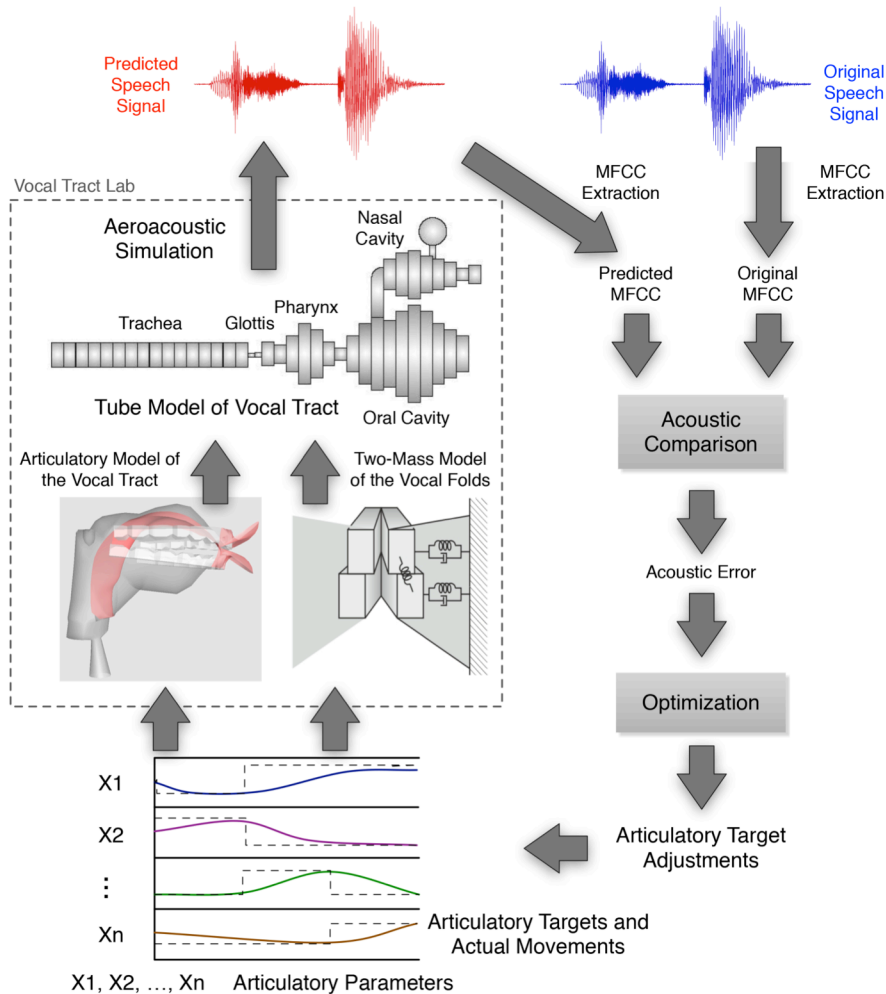 Predicted
Speech
Signal
Original
Speech
Signal
MFCC
Extraction
MFCC
Extraction
Vocal Tract Lab
Aeroacoustic
Simulation
Nasal
Cavity
Predicted
MFCC
Original
MFCC
Trachea
Glottis
Pharynx
Tube Model of Vocal Tract
Oral Cavity
Acoustic
Comparison
Articulatory Model of
the Vocal Tract
Two-Mass Model
of the Vocal Folds
Acoustic Error
Optimization
X1
X2
⋮
Xn
Articulatory Target
Adjustments
Articulatory Targets and
Actual Movements
X1, X2, ..., Xn Articulatory Parameters